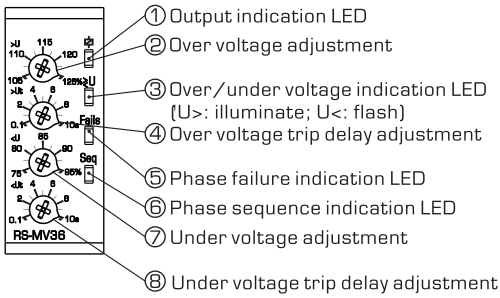 >U 115
110 120
105 125% ≥U
>Ut 4 6
2 8
0.1 10s Fails
<U 85
80 90
75 95% Seq
<Ut 4 6
2 8
0.1 10s
RS-MV36
① Output indication LED
② Over voltage adjustment
③ Over/under voltage indication LED
('U>: illuminate; U<: flash)
④ Over voltage trip delay adjustment
⑤ Phase failure indication LED
⑥ Phase sequence indication LED
⑦ Under voltage adjustment
⑧ Under voltage trip delay adjustment